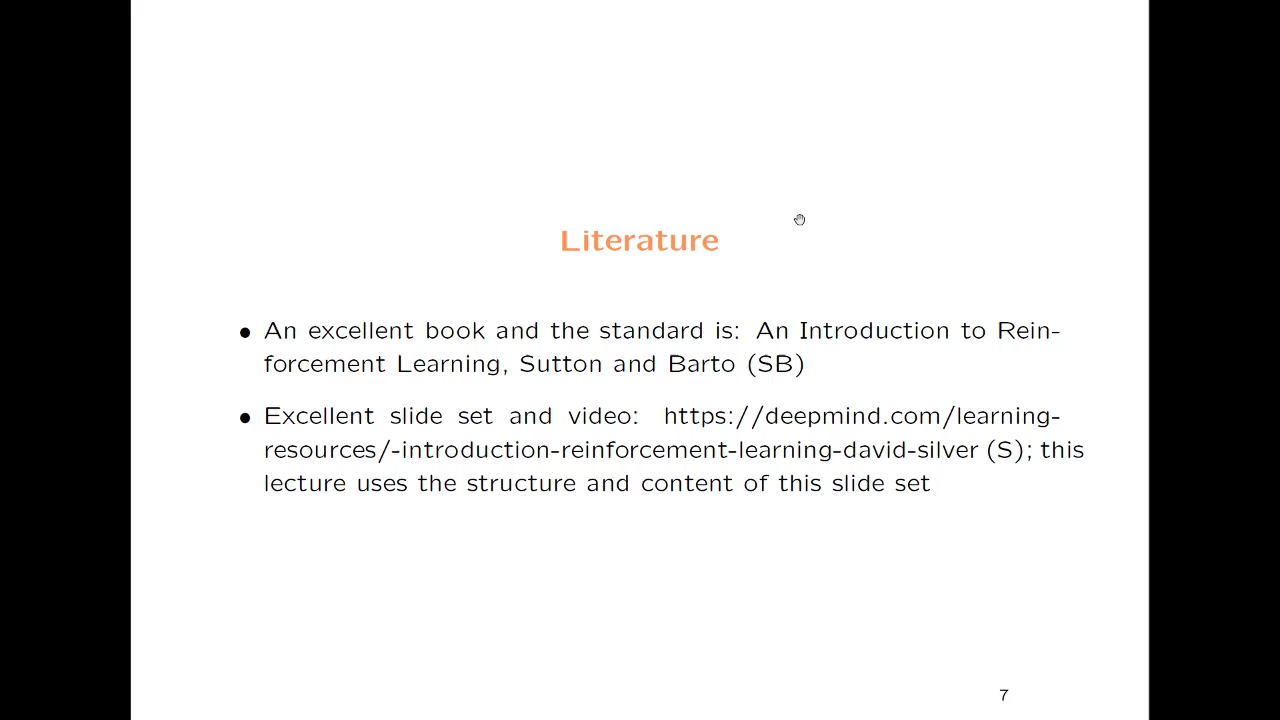 Literature
• An excellent book and the standard is: An Introduction to Rein-
forcement Learning, Sutton and Barto (SB)
• Excellent slide set and video: https://deepmind.com/learning-
resources/-introduction-reinforcement-learning-david-silver (S); this
lecture uses the structure and content of this slide set
7